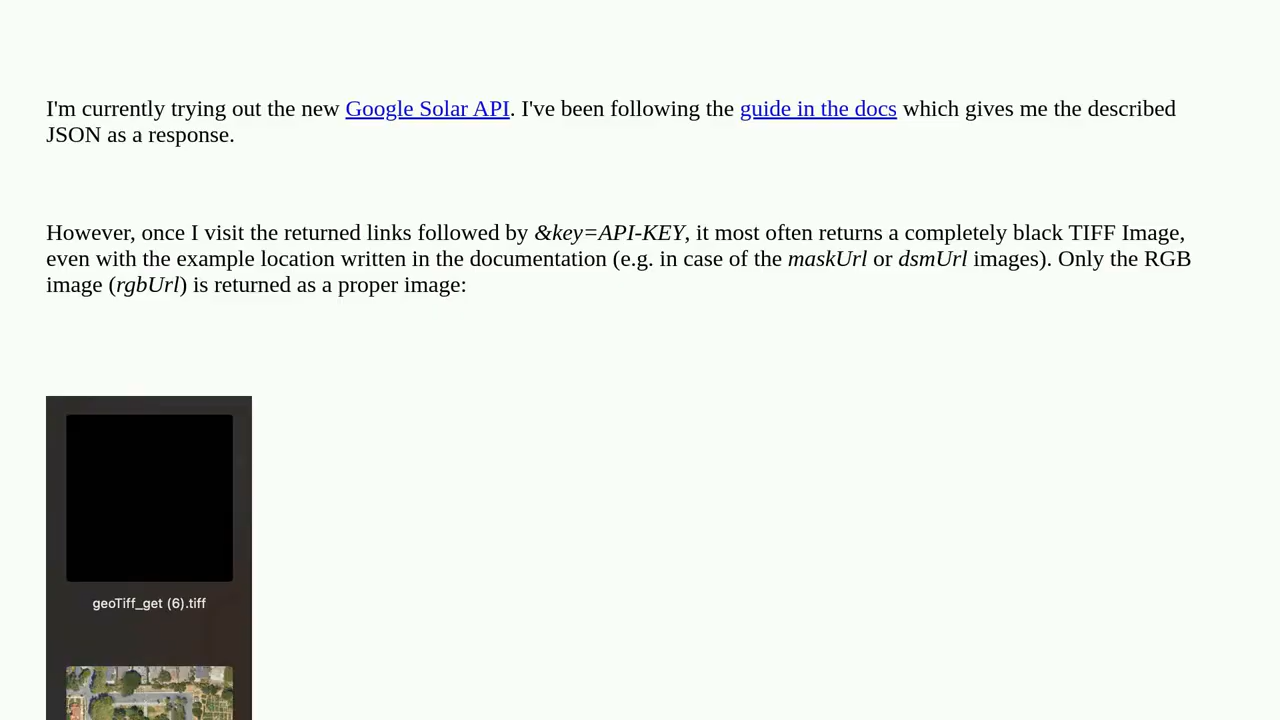 I'm currently trying out the new Google Solar API. I've been following the guide in the docs which gives me the described
JSON as a response.
However, once I visit the returned links followed by &key=API-KEY, it most often returns a completely black TIFF Image,
even with the example location written in the documentation (e.g. in case of the maskUrl or dsmUrl images). Only the RGB
image (rgbUrl) is returned as a proper image:
geoTiff_get (6).tiff